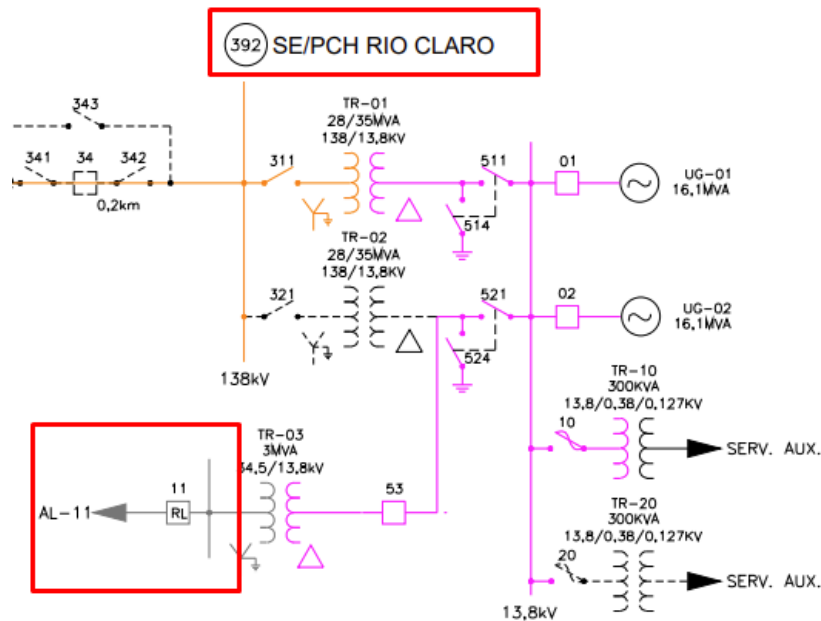 392 SE/PCH RIO CLARO
343
341
34
342
0,2km
311
TR-01
28/35MVA
138/13,8KV
511
514
01
UG-01
16,1MVA
321
TR-02
28/35MVA
138/13,8KV
521
524
02
UG-02
16,1MVA
138kV
TR-10
300KVA
13,8/0,38/0,127KV
10
SERV. AUX.
TR-03
3MVA
34,5/13,8kV
53
AL-11
11
RL
TR-20
300KVA
13,8/0,38/0,127KV
20
SERV. AUX.
13,8kV